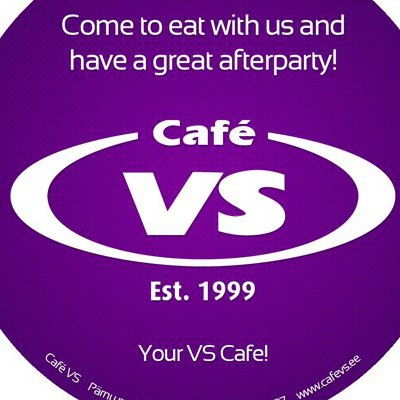 Come to eat with us and
have a great afterparty!
Café
VS
Est. 1999
Your VS Cafe!
Café VS www.cafevs.ee